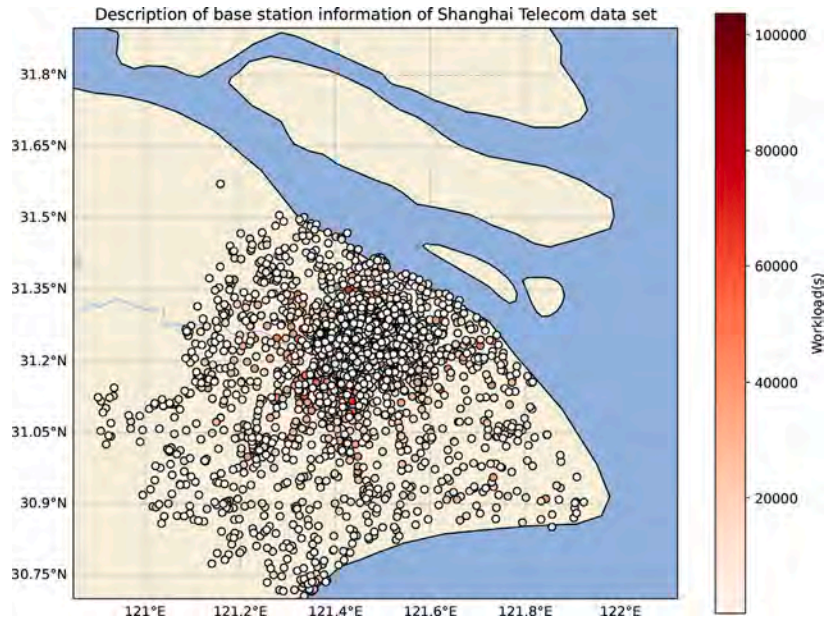 Description of base station information of Shanghai Telecom data set
31.8°N
31.65°N
31.5°N
31.35°N
31.2°N
31.05°N
30.9°N
30.75°N
121°E 121.2°E 121.4°E 121.6°E 121.8°E 122°E
100000
80000
60000
40000
20000
Workload(s)